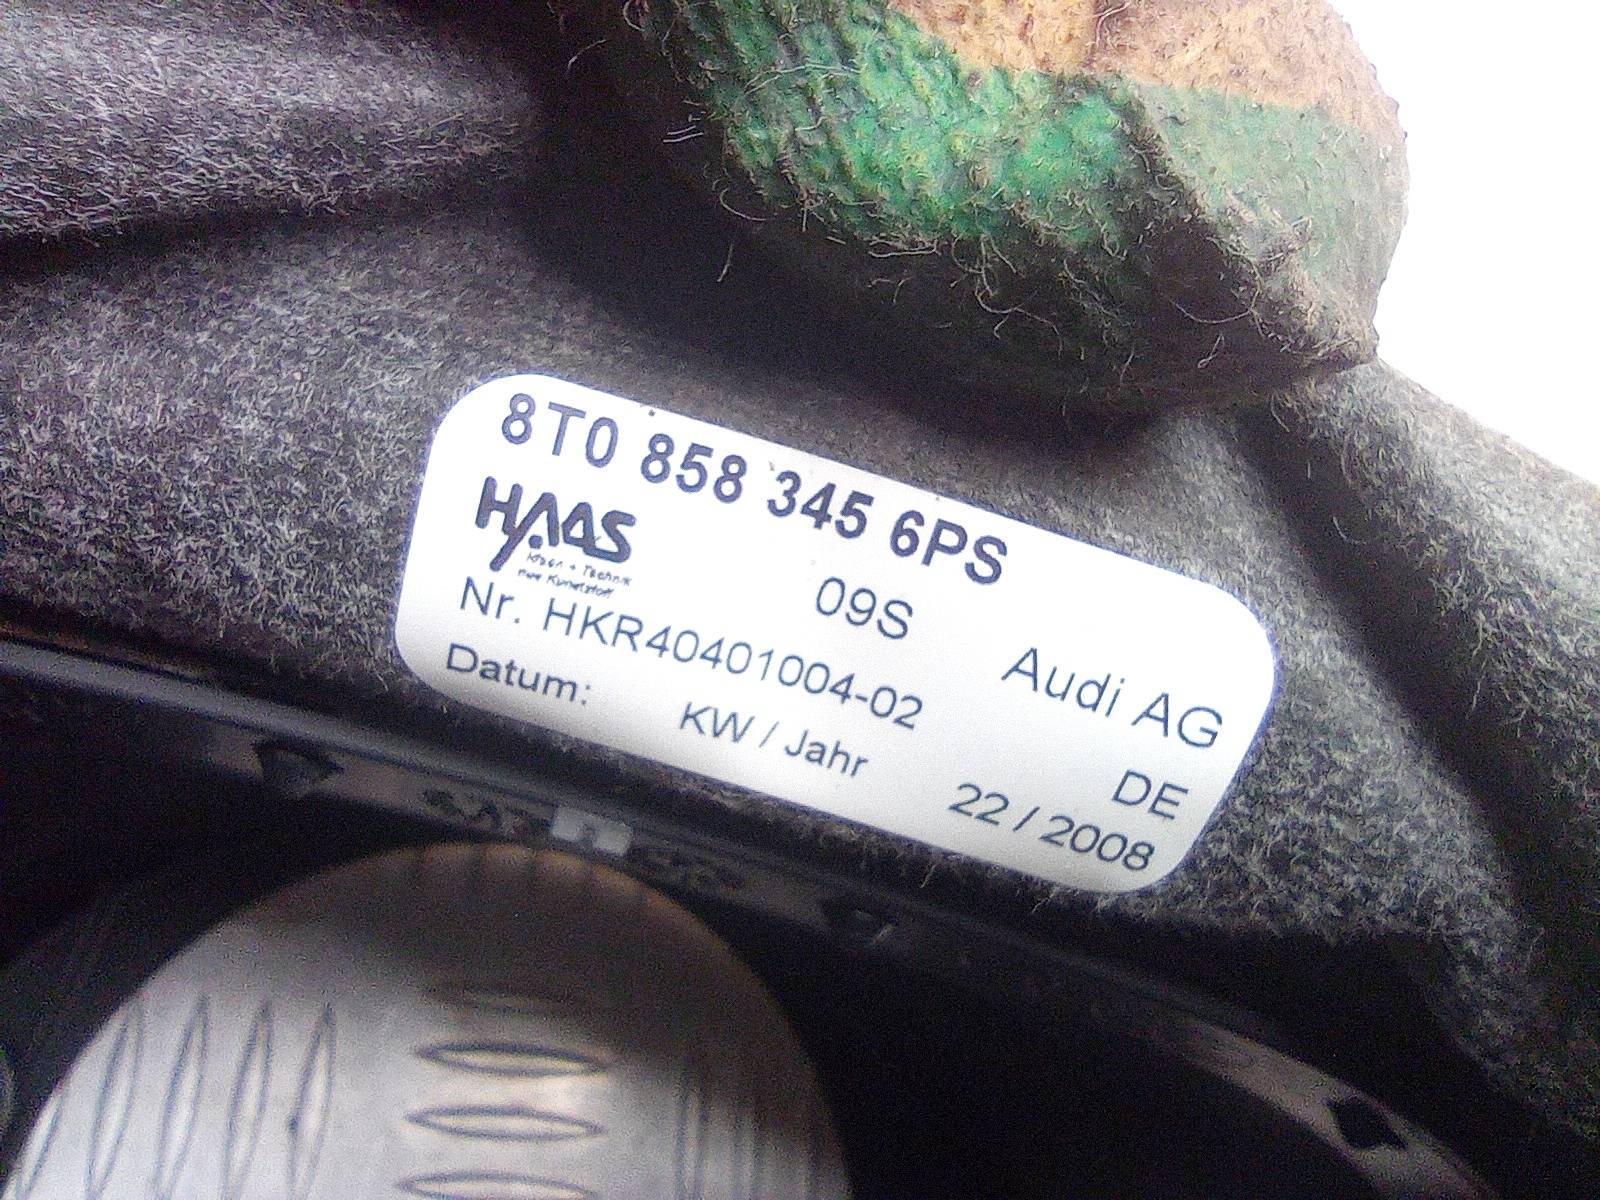 8T0 858 345 6PS
HAAS
09S
Audi AG
Nr. HKR40401004-02
DE
Datum: KW / Jahr 22 / 2008